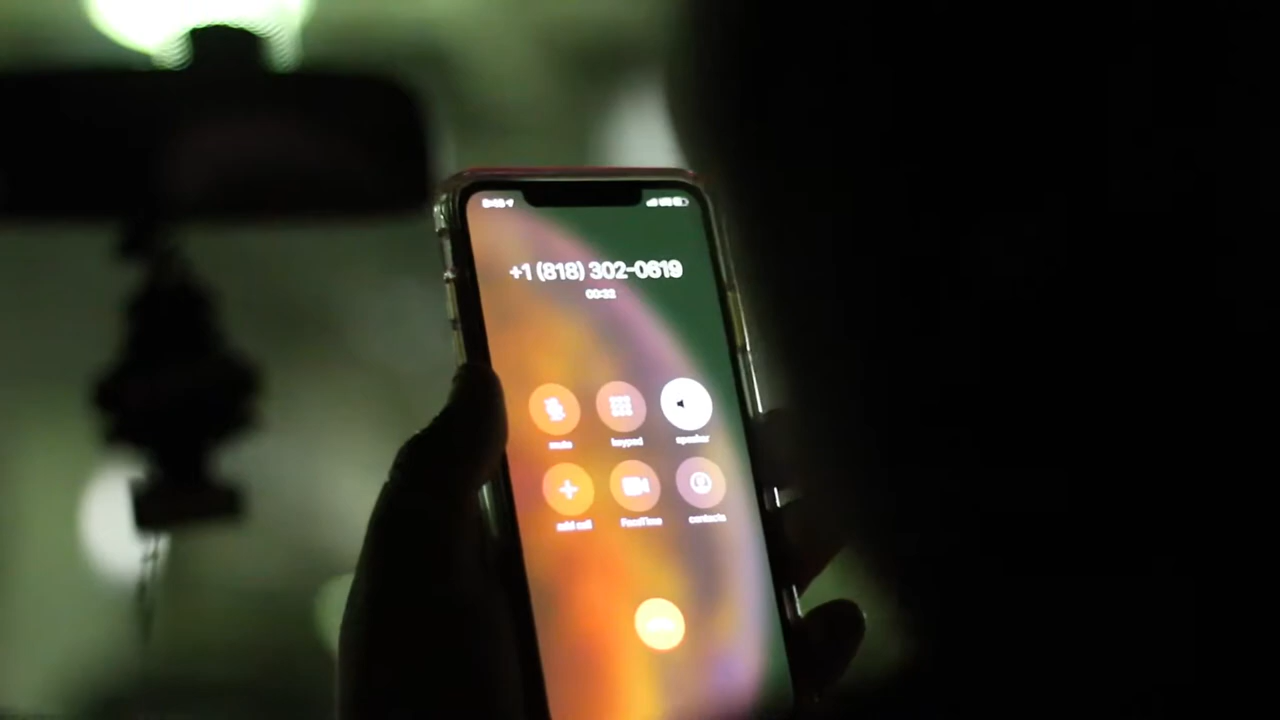 +1 (818) 302-0619
00:32
mute
keypad
speaker
add call
FaceTime
contacts